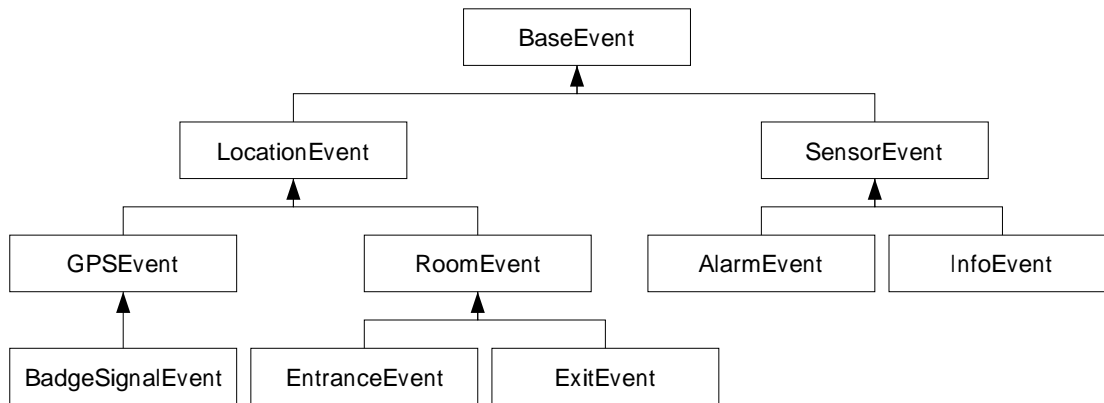 BaseEvent
LocationEvent
SensorEvent
GPSEvent
RoomEvent
AlarmEvent
InfoEvent
BadgeSignalEvent
EntranceEvent
ExitEvent